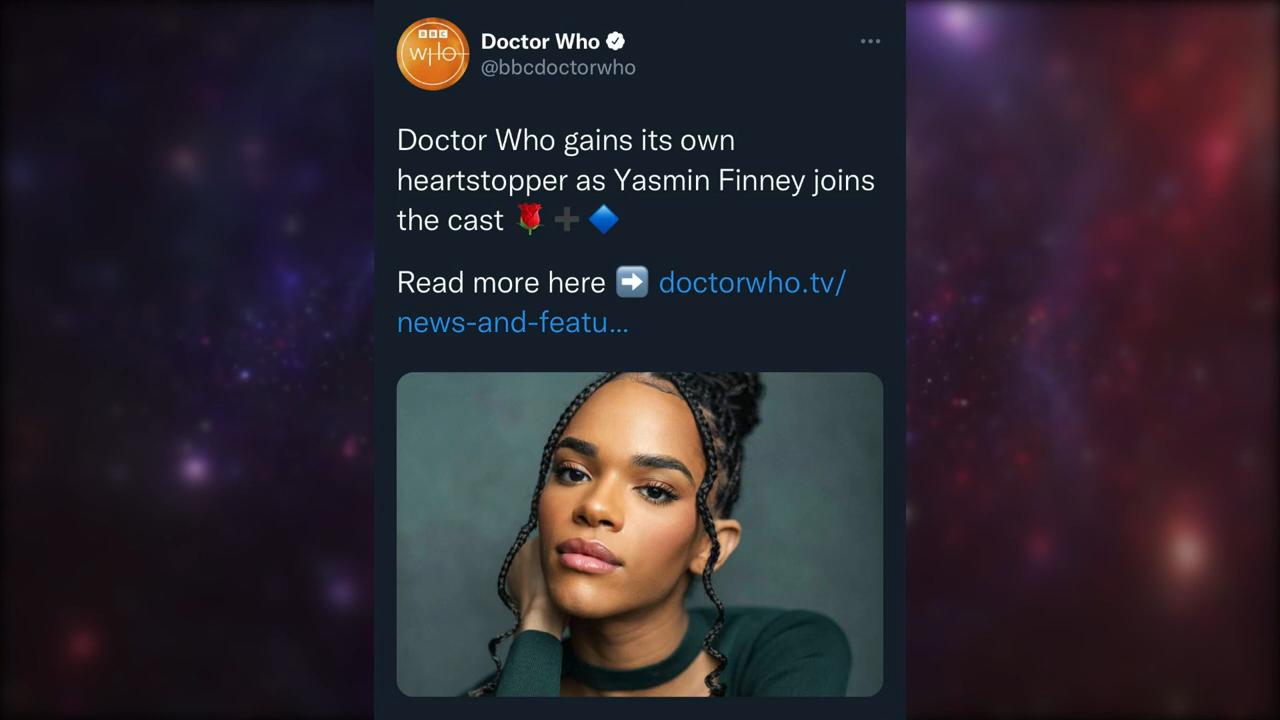 BBC
WHO
Doctor Who
@bbcdoctorwho
Doctor Who gains its own
heartstopper as Yasmin Finney joins
the cast 🌹➕🔷
Read more here ➡️ doctorwho.tv/
news-and-featu...